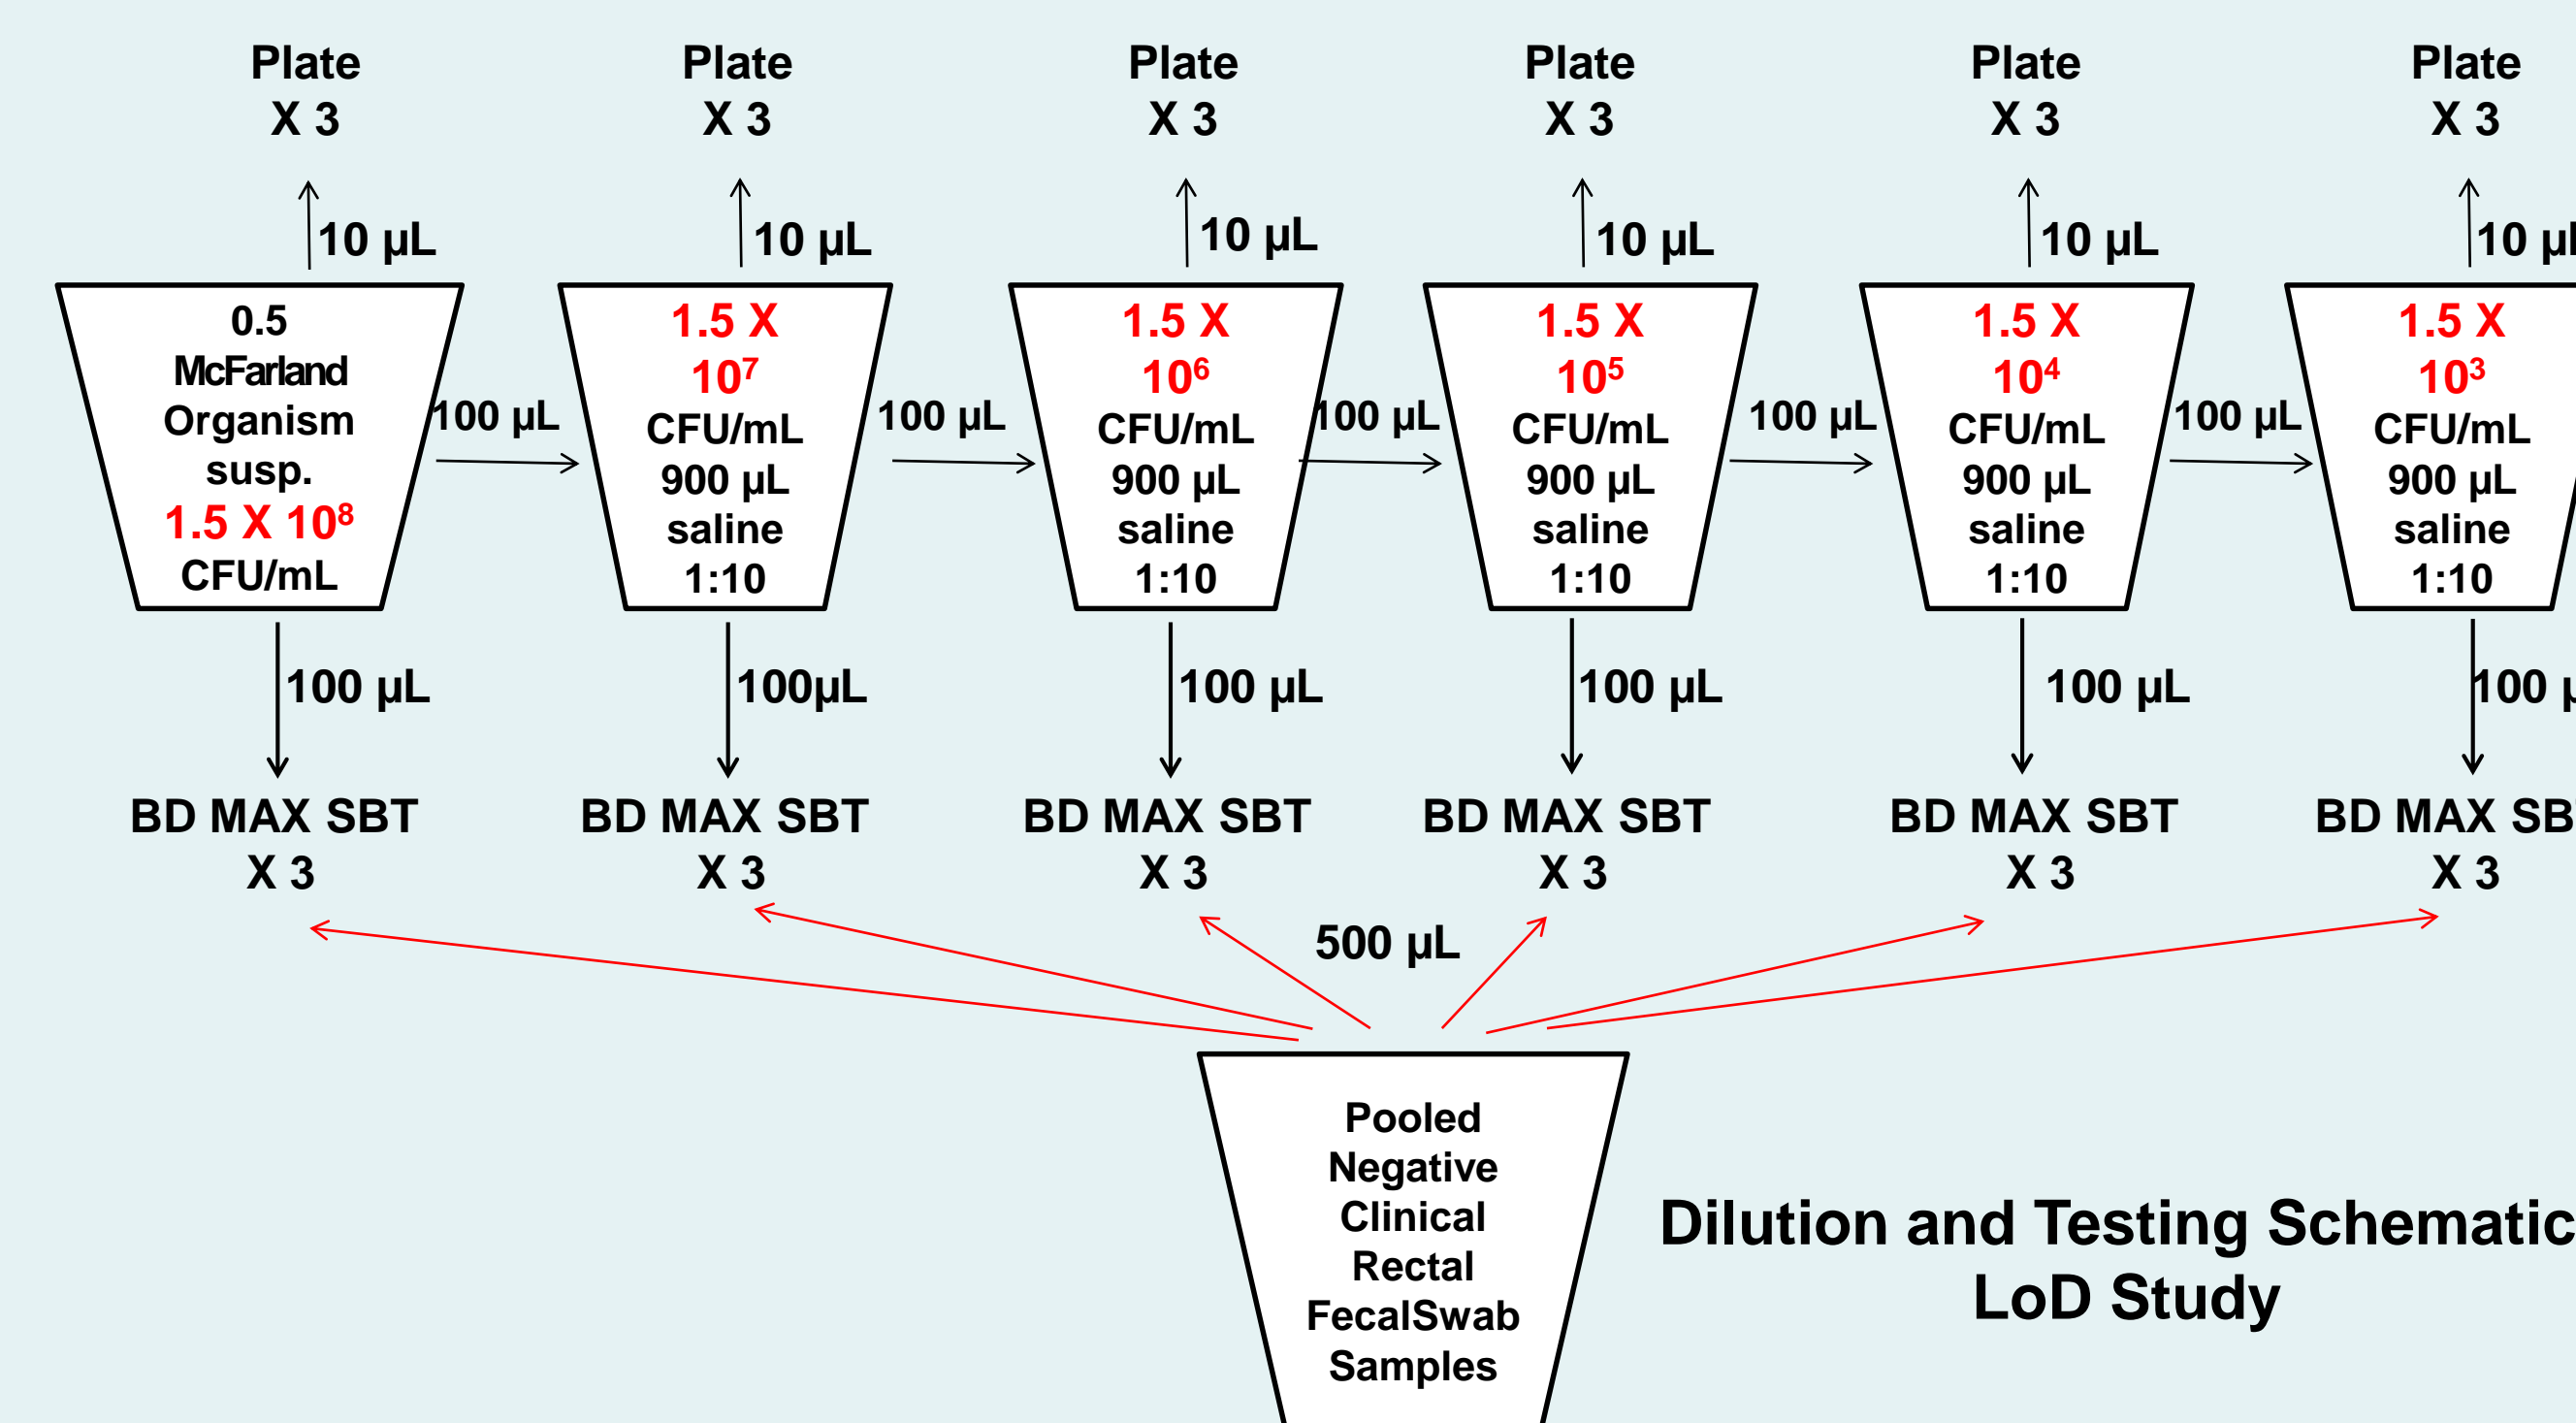 Plate
X 3
Plate
X 3
Plate
X 3
Plate
X 3
Plate
X 3
Plate
X 3
10 µL
10 µL
10 µL
10 µL
10 µL
10 µ
0.5
McFarland
Organism
susp.
1.5 X 10⁸
CFU/mL
100 µL
1.5 X
10⁷
CFU/mL
900 µL
saline
1:10
100 µL
1.5 X
10⁶
CFU/mL
900 µL
saline
1:10
100 µL
1.5 X
10⁵
CFU/mL
900 µL
saline
1:10
100 µL
1.5 X
10⁴
CFU/mL
900 µL
saline
1:10
100 µL
1.5 X
10³
CFU/mL
900 µL
saline
1:10
100 µL
100µL
100 µL
100 µL
100 µL
100 µ
BD MAX SBT
X 3
BD MAX SBT
X 3
BD MAX SBT
X 3
BD MAX SBT
X 3
BD MAX SBT
X 3
BD MAX SB
X 3
500 µL
Pooled
Negative
Clinical
Rectal
FecalSwab
Samples
Dilution and Testing Schematic
LoD Study